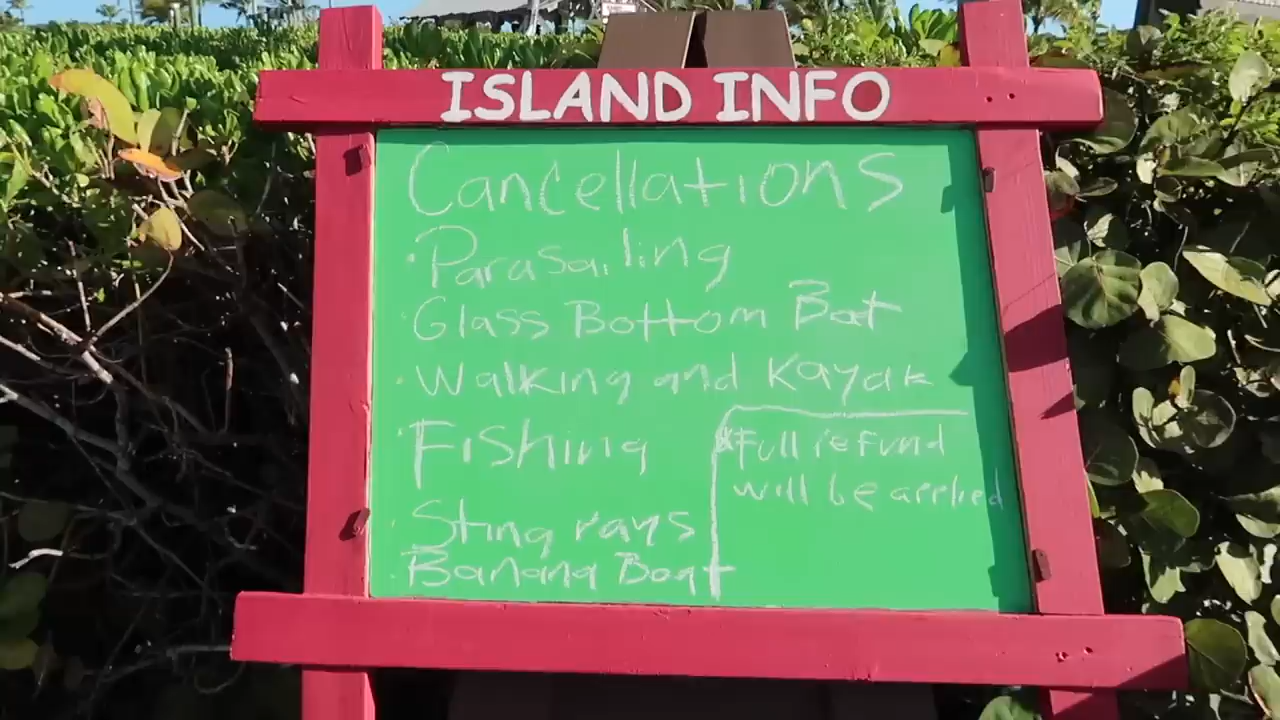 ISLAND INFO
Cancellations
· Parasailing
· Glass Bottom Boat
· Walking and Kayak
· Fishing
* Full refund
will be applied
· Sting rays
· Banana Boat